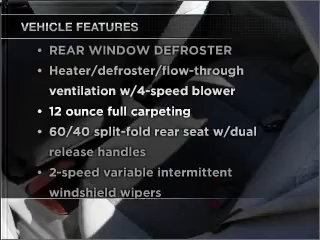 VEHICLE FEATURES
• REAR WINDOW DEFROSTER
• Heater/defroster/flow-through
ventilation w/4-speed blower
• 12 ounce full carpeting
• 60/40 split-fold rear seat w/dual
release handles
• 2-speed variable intermittent
windshield wipers